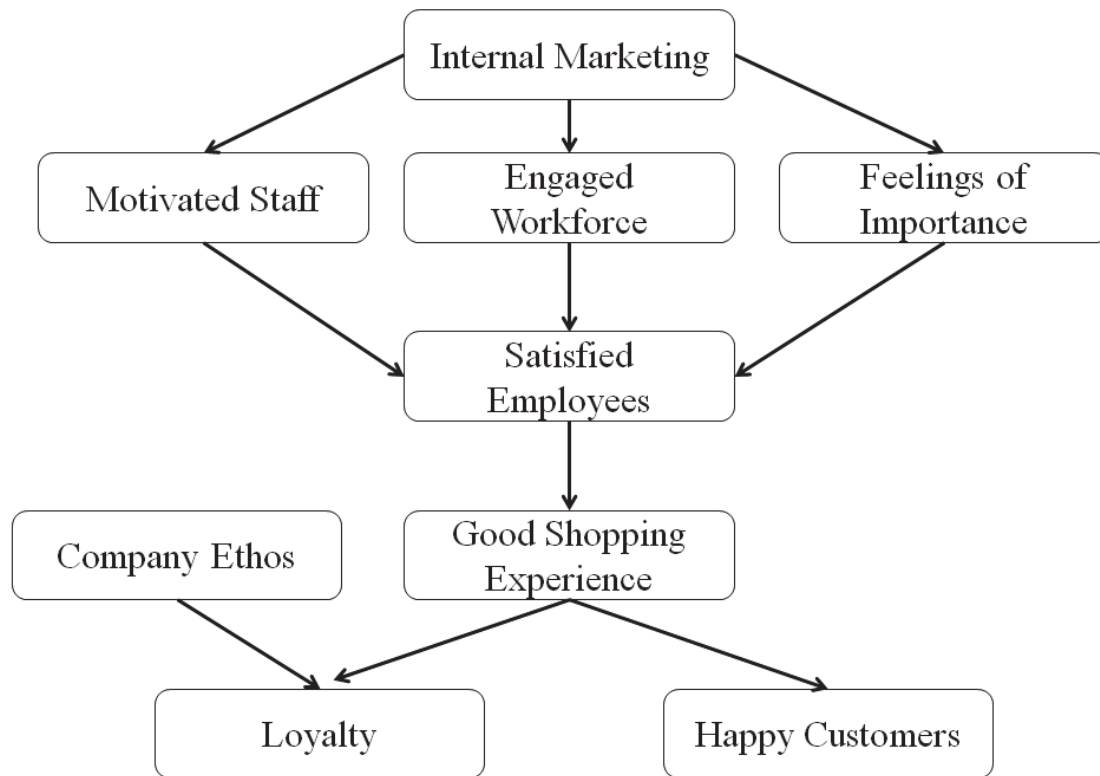 Internal Marketing
Motivated Staff
Engaged
Workforce
Feelings of
Importance
Satisfied
Employees
Company Ethos
Good Shopping
Experience
Loyalty
Happy Customers